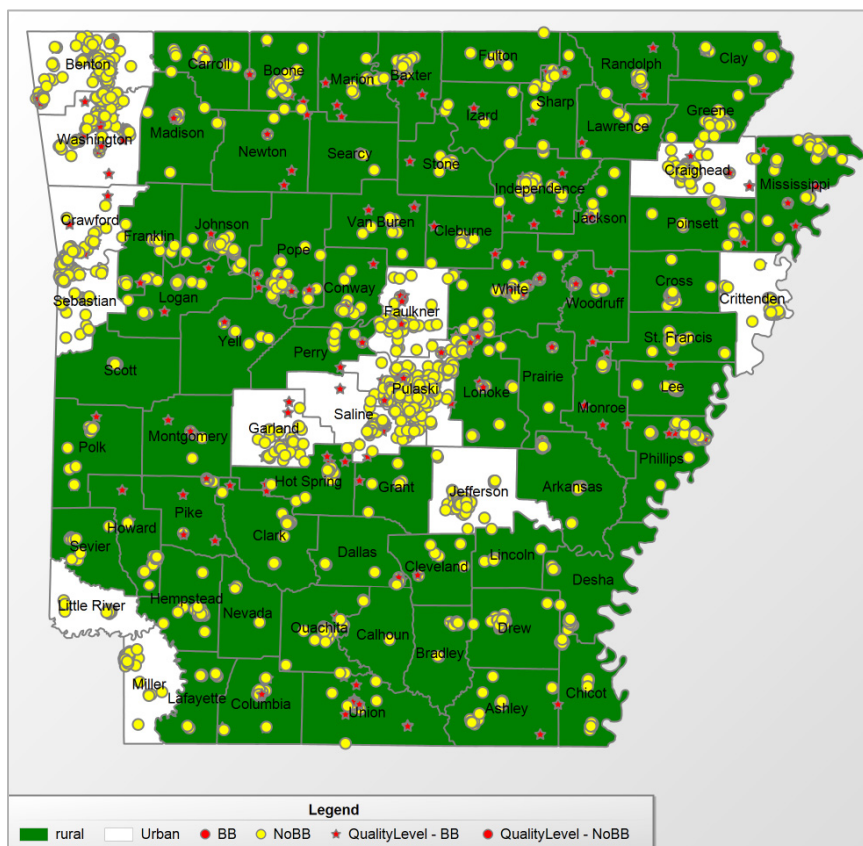 Benton
Carroll
Boone
Marion
Baxter
Fulton
Randolph
Clay
Sharp
Izard
Greene
Lawrence
Washington
Madison
Newton
Searcy
Stone
Independence
Craighead
Mississippi
Crawford
Franklin
Johnson
Van Buren
Cleburne
Jackson
Poinsett
Pope
Conway
Faulkner
White
Woodruff
Cross
Crittenden
Sebastian
Logan
Yell
Perry
St. Francis
Scott
Pulaski
Saline
Lonoke
Prairie
Lee
Monroe
Polk
Montgomery
Garland
Hot Spring
Grant
Jefferson
Arkansas
Phillips
Howard
Pike
Clark
Dallas
Cleveland
Lincoln
Desha
Sevier
Little River
Hempstead
Nevada
Ouachita
Calhoun
Bradley
Drew
Miller
Lafayette
Columbia
Union
Ashley
Chicot
Legend
rural Urban BB NoBB QualityLevel - BB QualityLevel - NoBB